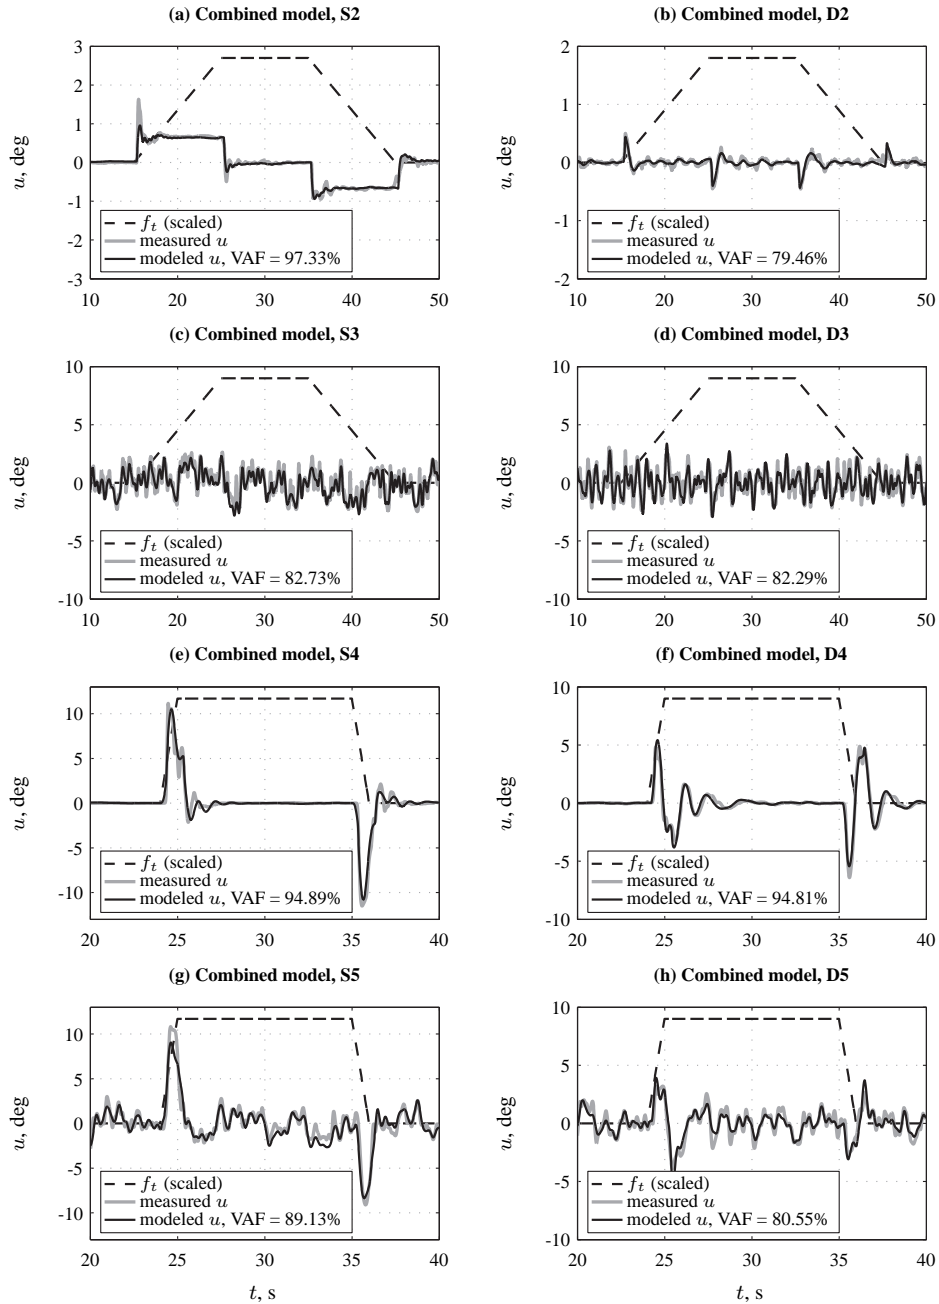 (a) Combined model, S2
3
2
1
0
-1
-2
-3
u, deg
f_t (scaled)
measured u
modeled u, VAF = 97.33%
10 20 30 40 50
(b) Combined model, D2
2
1
0
-1
-2
u, deg
f_t (scaled)
measured u
modeled u, VAF = 79.46%
10 20 30 40 50
(c) Combined model, S3
10
5
0
-5
-10
u, deg
f_t (scaled)
measured u
modeled u, VAF = 82.73%
10 20 30 40 50
(d) Combined model, D3
10
5
0
-5
-10
u, deg
f_t (scaled)
measured u
modeled u, VAF = 82.29%
10 20 30 40 50
(e) Combined model, S4
10
5
0
-5
-10
u, deg
f_t (scaled)
measured u
modeled u, VAF = 94.89%
20 25 30 35 40
(f) Combined model, D4
10
5
0
-5
-10
u, deg
f_t (scaled)
measured u
modeled u, VAF = 94.81%
20 25 30 35 40
(g) Combined model, S5
10
5
0
-5
-10
u, deg
f_t (scaled)
measured u
modeled u, VAF = 89.13%
20 25 30 35 40
t, s
(h) Combined model, D5
10
5
0
-5
-10
u, deg
f_t (scaled)
measured u
modeled u, VAF = 80.55%
20 25 30 35 40
t, s